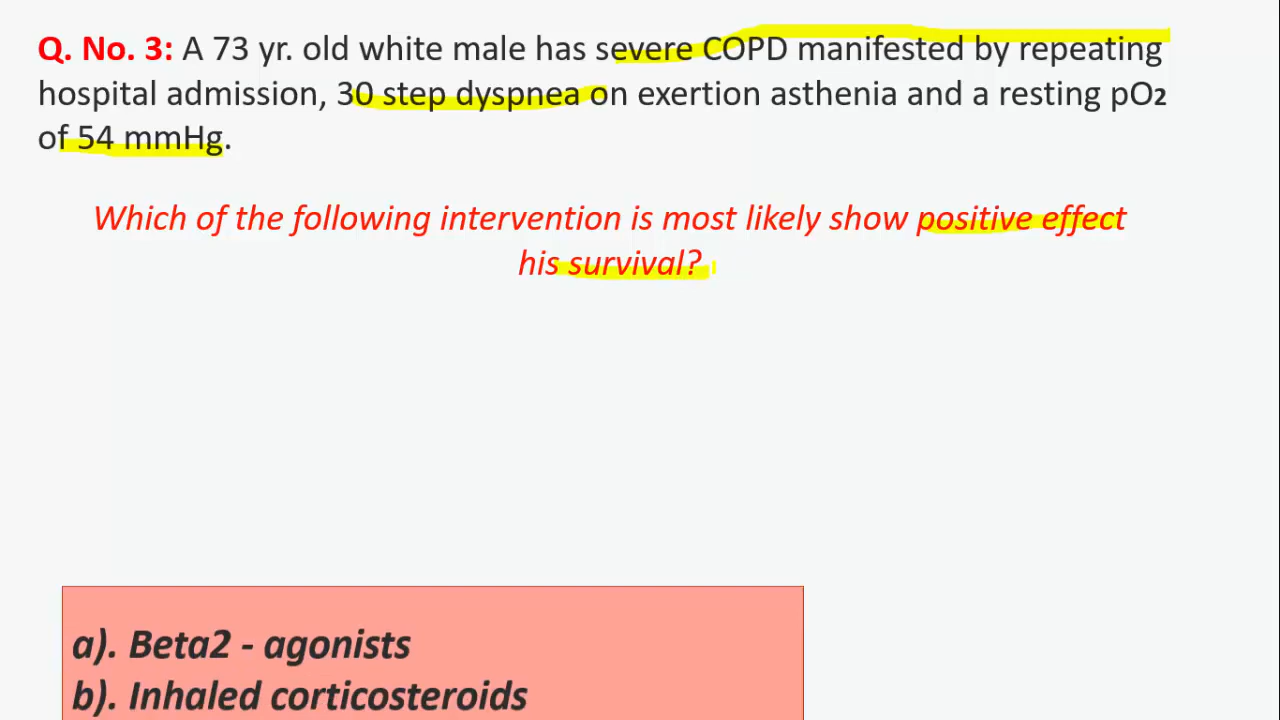 Q. No. 3: A 73 yr. old white male has severe COPD manifested by repeating
hospital admission, 30 step dyspnea on exertion asthenia and a resting pO₂
of 54 mmHg.
Which of the following intervention is most likely show positive effect
his survival?
a). Beta2 - agonists
b). Inhaled corticosteroids